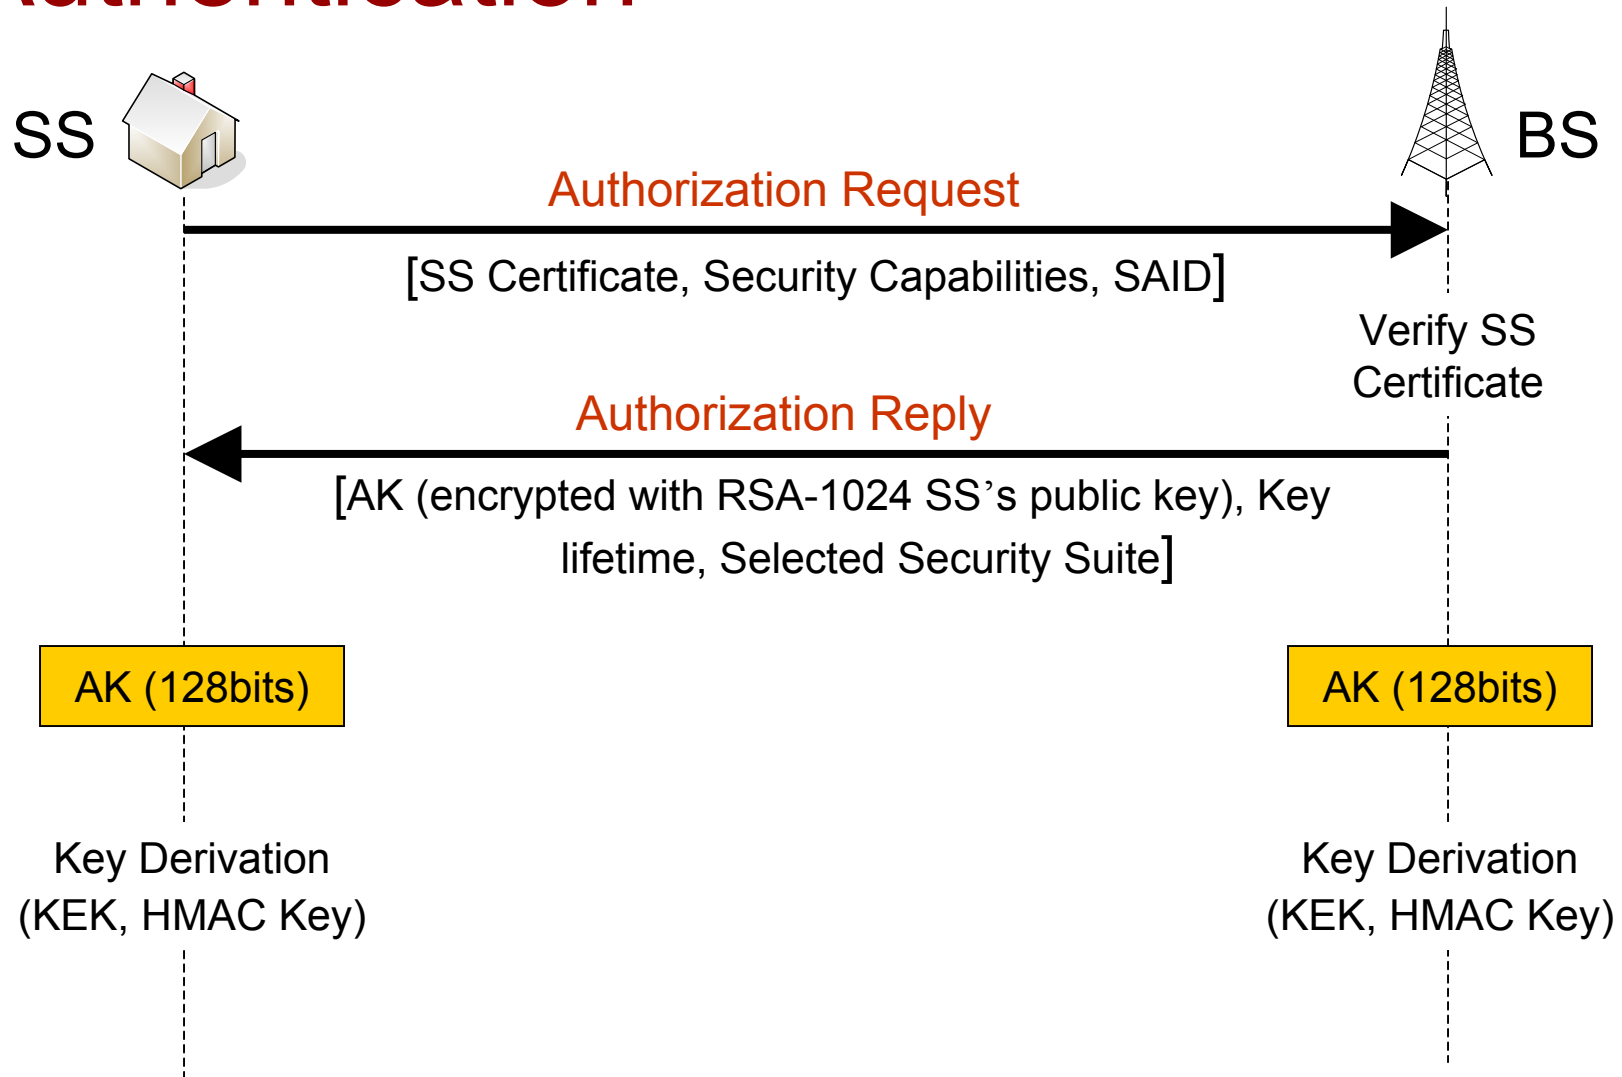 Authentication
SS
BS
Authorization Request
[SS Certificate, Security Capabilities, SAID]
Verify SS
Certificate
Authorization Reply
[AK (encrypted with RSA-1024 SS’s public key), Key
lifetime, Selected Security Suite]
AK (128bits)
AK (128bits)
Key Derivation
(KEK, HMAC Key)
Key Derivation
(KEK, HMAC Key)